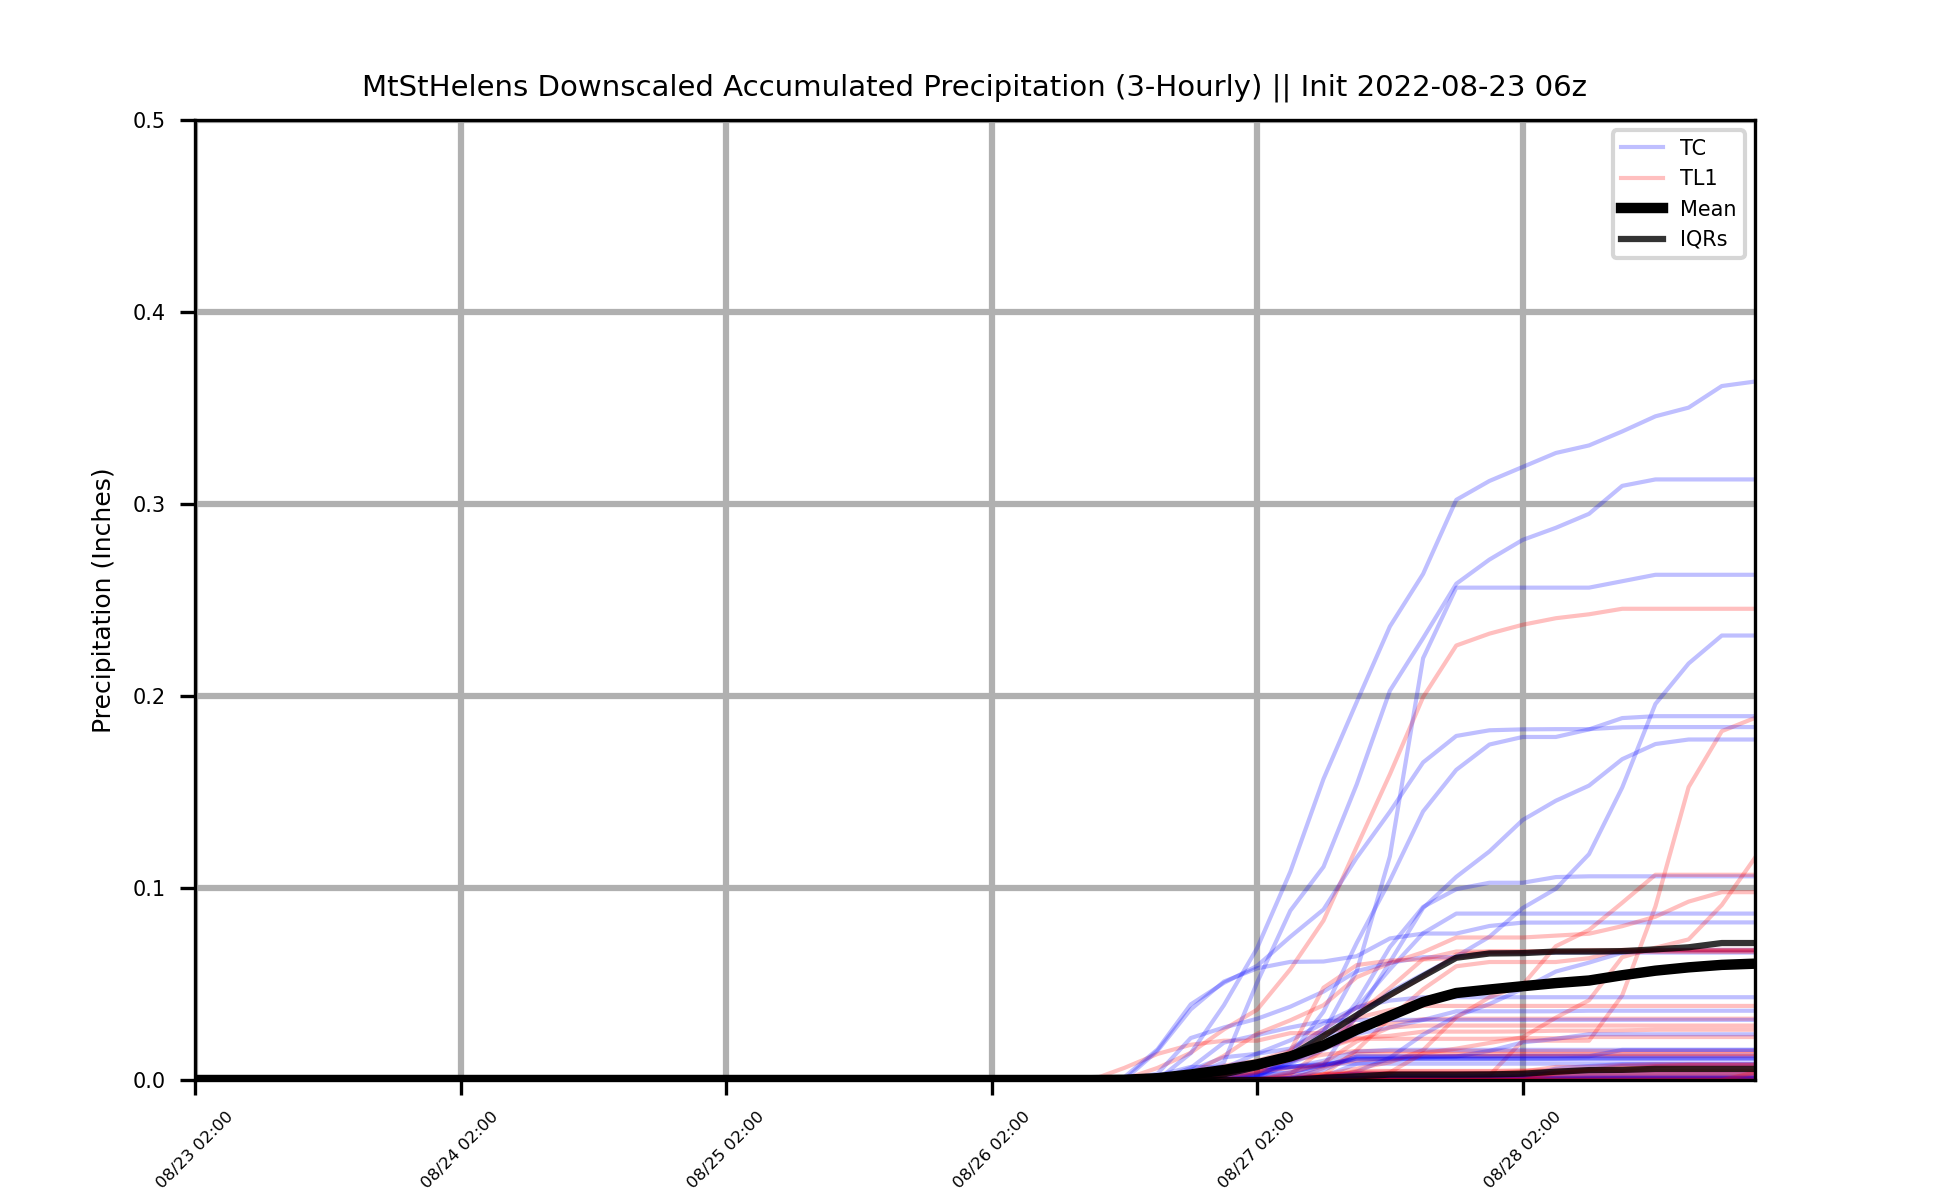 MtStHelens Downscaled Accumulated Precipitation (3-Hourly) || Init 2022-08-23 06z
TC
TL1
Mean
IQRs
Precipitation (Inches)
0.5
0.4
0.3
0.2
0.1
0.0
08/23 02:00
08/24 02:00
08/25 02:00
08/26 02:00
08/27 02:00
08/28 02:00